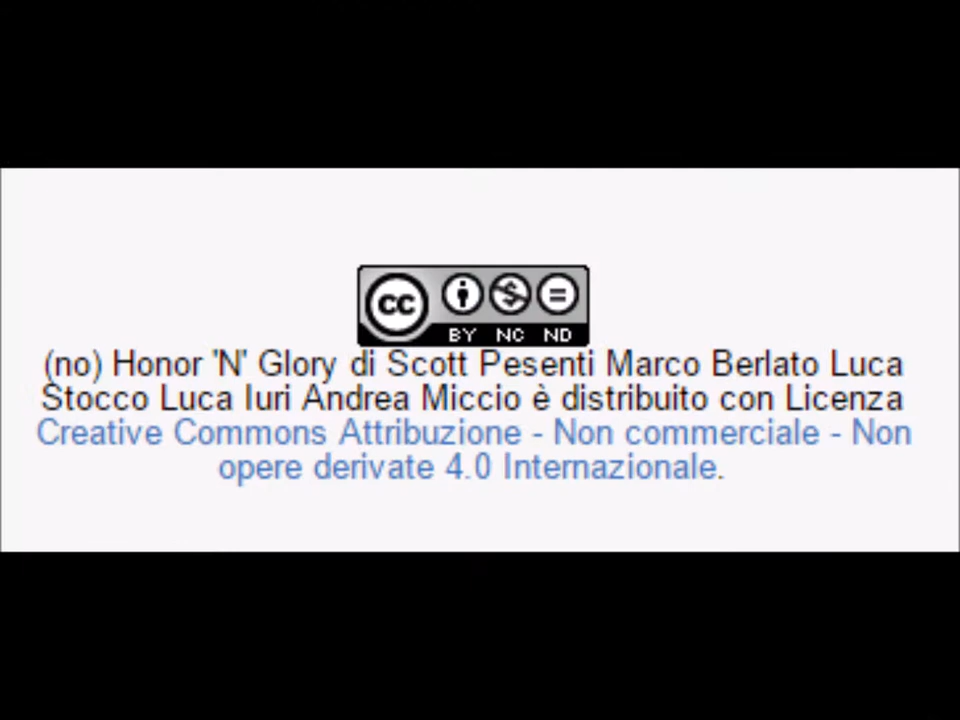 cc
BY NC ND
(no) Honor 'N' Glory di Scott Pesenti Marco Berlato Luca
Stocco Luca Iuri Andrea Miccio è distribuito con Licenza
Creative Commons Attribuzione - Non commerciale - Non
opere derivate 4.0 Internazionale.